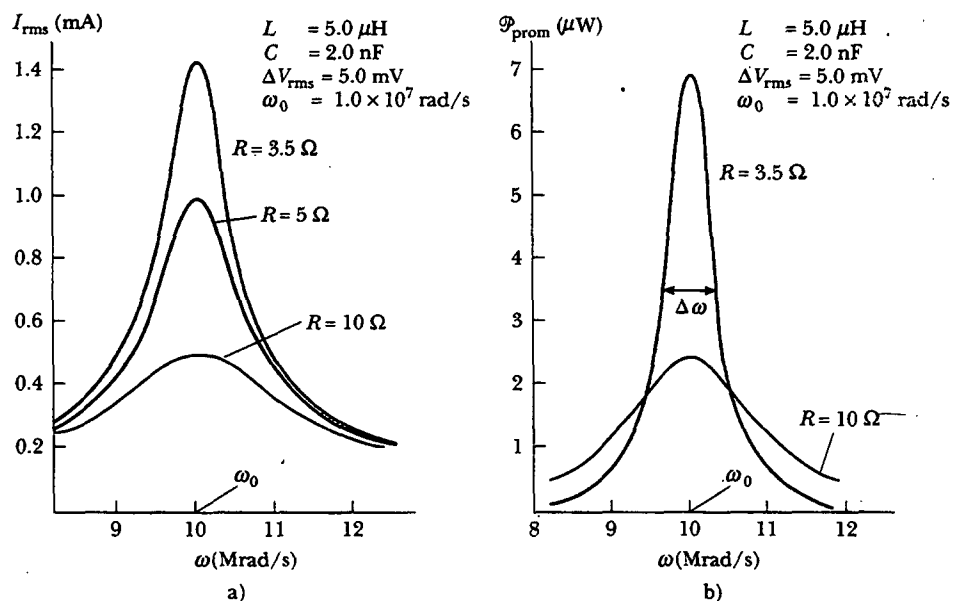 I_rms (mA)
L = 5.0 μH
C = 2.0 nF
ΔV_rms = 5.0 mV
ω_0 = 1.0 × 10^7 rad/s
1.4
1.2
1.0
0.8
0.6
0.4
0.2
R = 3.5 Ω
R = 5 Ω
R = 10 Ω
ω_0
9 10 11 12
ω(Mrad/s)
a)
𝒫_prom (μW)
L = 5.0 μH
C = 2.0 nF
ΔV_rms = 5.0 mV
ω_0 = 1.0 × 10^7 rad/s
7
6
5
4
3
2
1
R = 3.5 Ω
Δω
R = 10 Ω
ω_0
8 9 10 11 12
ω(Mrad/s)
b)